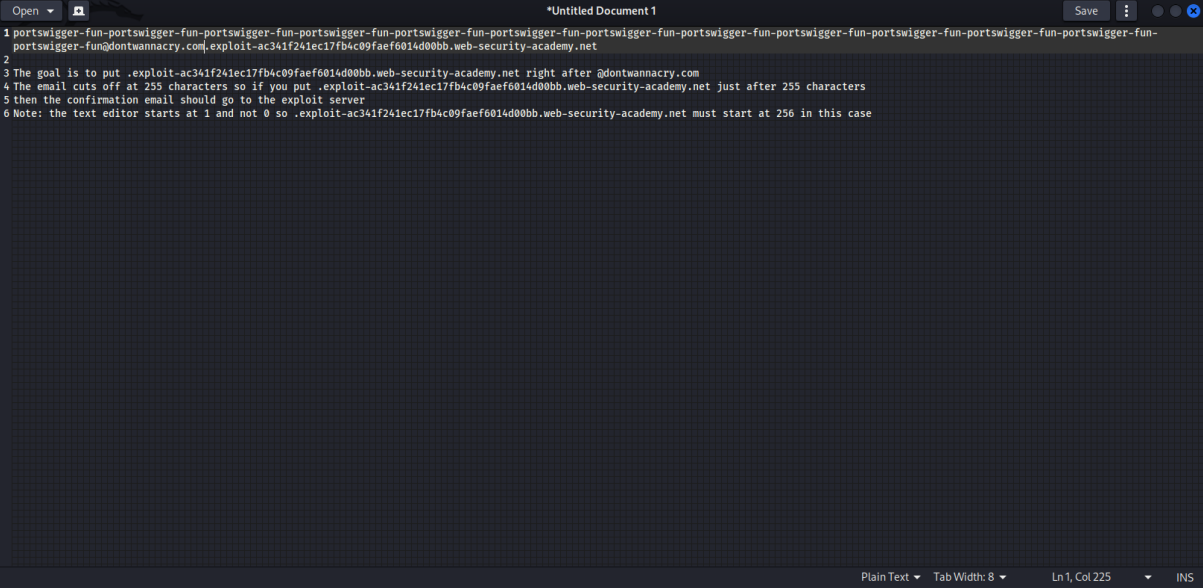 Open
*Untitled Document 1
Save
1 portswigger-fun-portswigger-fun-portswigger-fun-portswigger-fun-portswigger-fun-portswigger-fun-portswigger-fun-portswigger-fun-portswigger-fun-portswigger-fun-portswigger-fun-portswigger-fun-
portswigger-fun@dontwannacry.com.exploit-ac341f241ec17fb4c09faef6014d00bb.web-security-academy.net
2
3 The goal is to put .exploit-ac341f241ec17fb4c09faef6014d00bb.web-security-academy.net right after @dontwannacry.com
4 The email cuts off at 255 characters so if you put .exploit-ac341f241ec17fb4c09faef6014d00bb.web-security-academy.net just after 255 characters
5 then the confirmation email should go to the exploit server
6 Note: the text editor starts at 1 and not 0 so .exploit-ac341f241ec17fb4c09faef6014d00bb.web-security-academy.net must start at 256 in this case
Plain Text
Tab Width: 8
Ln 1, Col 225
INS